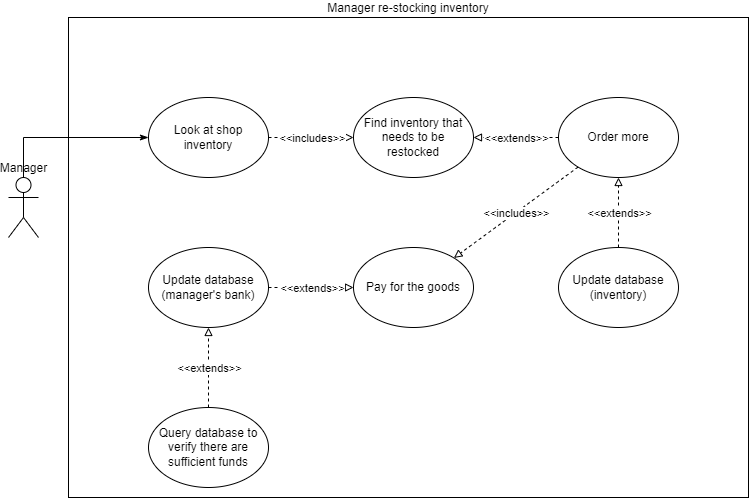 Manager re-stocking inventory
Look at shop
inventory
<<includes>>
Find inventory that
needs to be
restocked
<<extends>>
Order more
Manager
<<includes>>
<<extends>>
Update database
(manager's bank)
<<extends>>
Pay for the goods
Update database
(inventory)
<<extends>>
Query database to
verify there are
sufficient funds